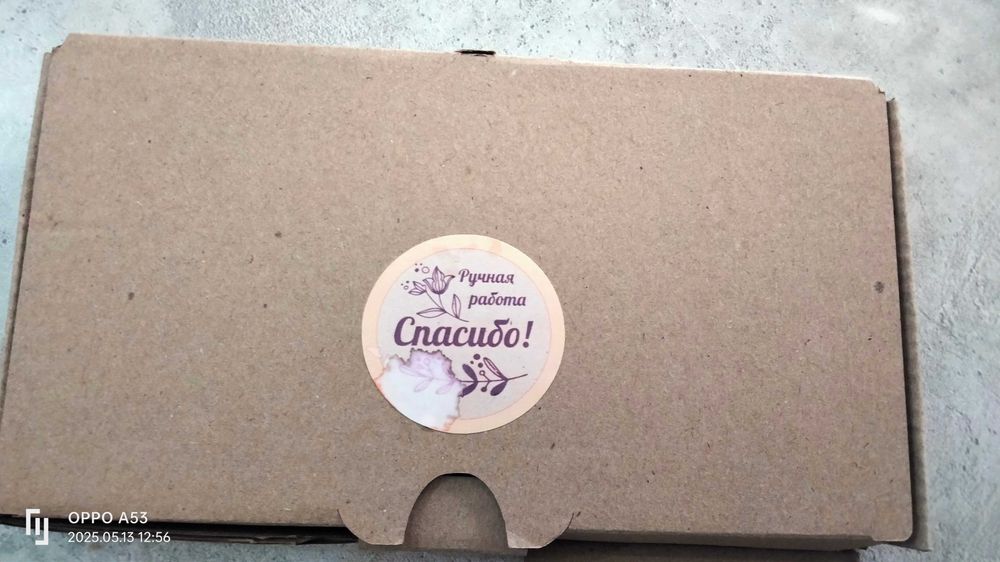 Ручная
работа
Спасибо!
OPPO A53
2025.05.13 12:56